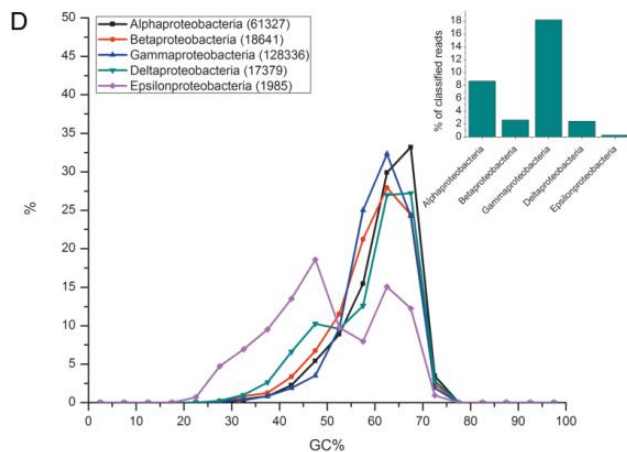 D
Alphaproteobacteria (61327)
Betaproteobacteria (18641)
Gammaproteobacteria (128336)
Deltaproteobacteria (17379)
Epsilonproteobacteria (1985)
50
45
40
35
30
25
20
15
10
5
0
%
0 10 20 30 40 50 60 70 80 90 100
GC%
% of classified reads
18
16
14
12
10
8
6
4
2
0
Alphaproteobacteria
Betaproteobacteria
Gammaproteobacteria
Deltaproteobacteria
Epsilonproteobacteria